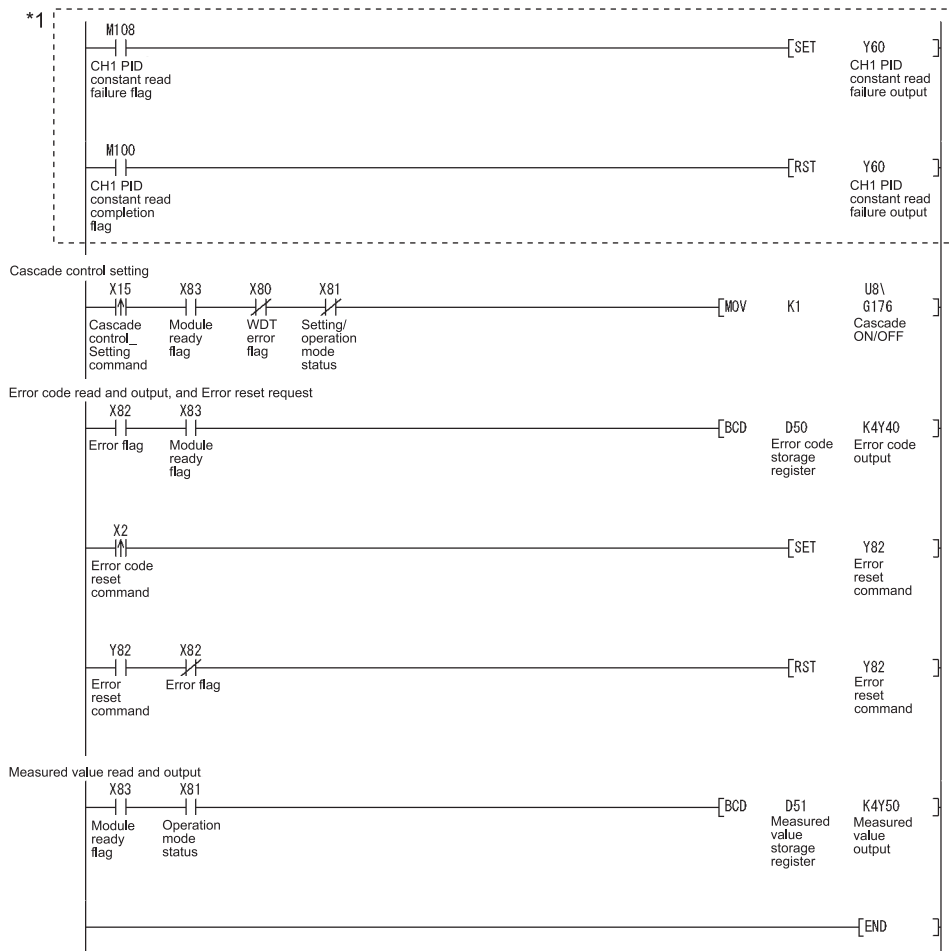 *1
M108
[SET Y60 ]
CH1 PID
constant read
failure flag
CH1 PID
constant read
failure output
M100
[RST Y60 ]
CH1 PID
constant read
completion
flag
CH1 PID
constant read
failure output
Cascade control setting
X15 X83 X80 X81
[MOV K1 U8\
G176 ]
Cascade
control_
Setting
command
Module
ready
flag
WDT
error
flag
Setting/
operation
mode
status
Cascade
ON/OFF
Error code read and output, and Error reset request
X82 X83
[BCD D50 K4Y40 ]
Error flag
Module
ready
flag
Error code
storage
register
Error code
output
X2
[SET Y82 ]
Error code
reset
command
Error
reset
command
Y82 X82
[RST Y82 ]
Error
reset
command
Error flag
Error
reset
command
Measured value read and output
X83 X81
[BCD D51 K4Y50 ]
Module
ready
flag
Operation
mode
status
Measured
value
storage
register
Measured
value
output
[END ]